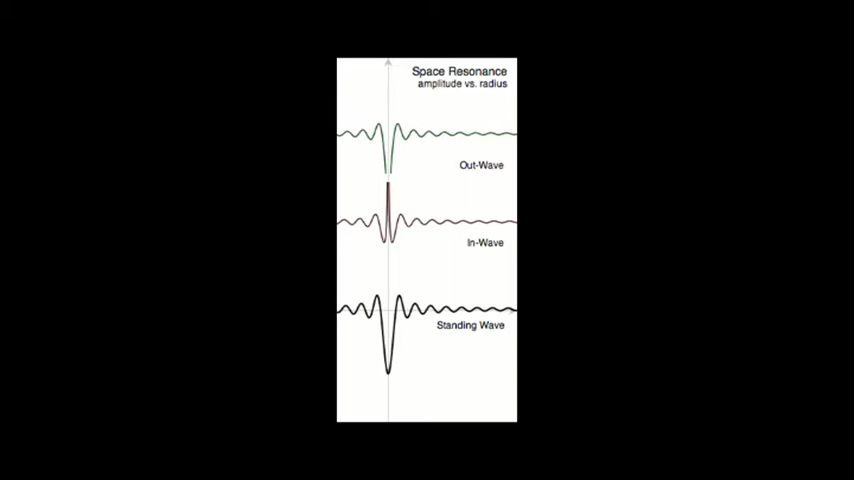 Space Resonance
amplitude vs. radius
Out-Wave
In-Wave
Standing Wave